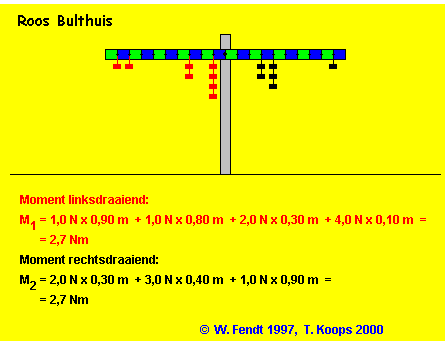 Roos Bulthuis
Moment linksdraaiend:
M1 = 1,0 N x 0,90 m + 1,0 N x 0,80 m + 2,0 N x 0,30 m + 4,0 N x 0,10 m =
= 2,7 Nm
Moment rechtsdraaiend:
M2 = 2,0 N x 0,30 m + 3,0 N x 0,40 m + 1,0 N x 0,90 m =
= 2,7 Nm
© W. Fendt 1997, T. Koops 2000